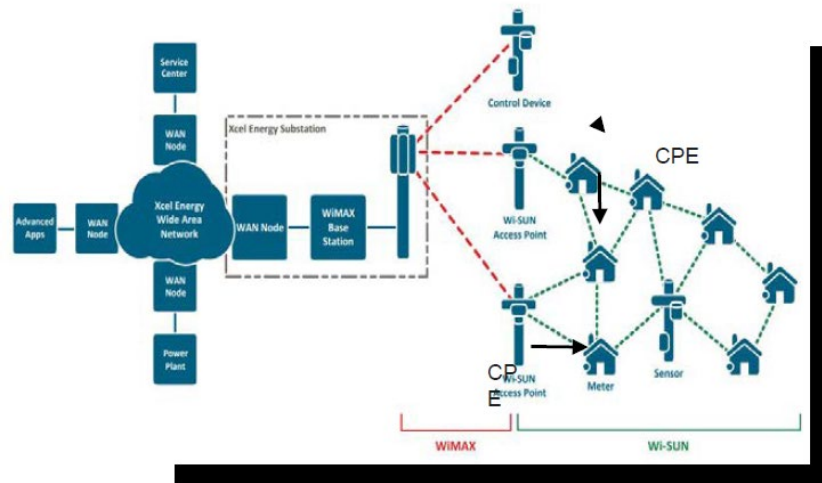 Service
Center
WAN
Node
Xcel Energy Substation
Control Device
CPE
Advanced
Apps
WAN
Node
Xcel Energy
Wide Area
Network
WAN Node
WiMAX
Base
Station
Wi-SUN
Access Point
WAN
Node
Power
Plant
CP
E
Wi-SUN
Access Point
Meter
Sensor
WiMAX
Wi-SUN